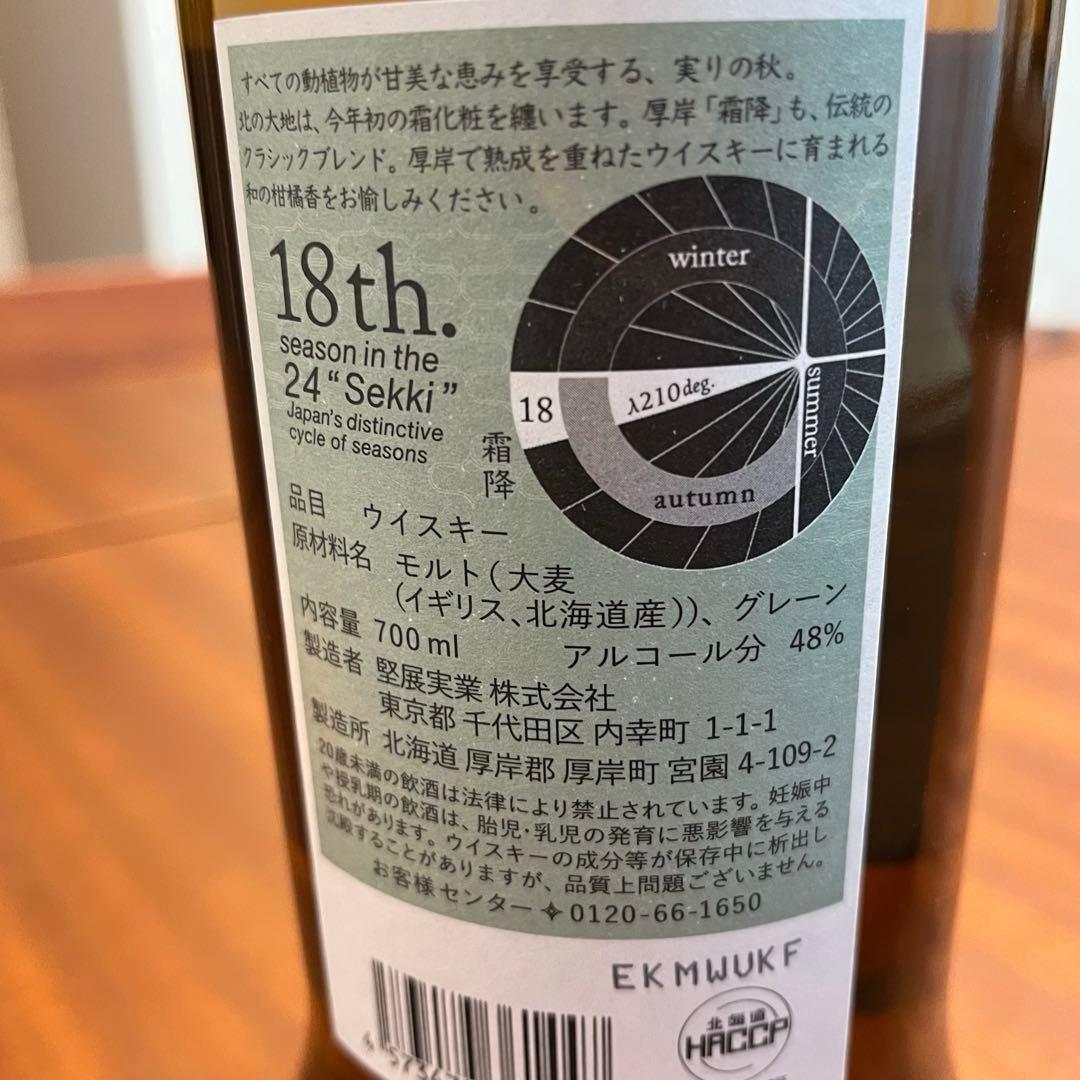 すべての動植物が甘美な恵みを享受する、実りの秋。
北の大地は、今年初の霜化粧を纏います。厚岸「霜降」も、伝統の
クラシックブレンド。厚岸で熟成を重ねたウイスキーに育まれる
和の柑橘香をお愉しみください。
18th.
season in the
24 “Sekki”
Japan's distinctive
cycle of seasons
霜降
winter
summer
autumn
18
λ210deg.
品目 ウイスキー
原材料名 モルト(大麦
(イギリス、北海道産))、グレーン
内容量 700 ml アルコール分 48%
製造者 堅展実業 株式会社
東京都 千代田区 内幸町 1-1-1
製造所 北海道 厚岸郡 厚岸町 宮園 4-109-2
20歳未満の飲酒は法律により禁止されています。妊娠中
や授乳期の飲酒は、胎児・乳児の発育に悪影響を与える
恐れがあります。ウイスキーの成分等が保存中に析出し
沈殿することがありますが、品質上問題ございません。
お客様センター✧0120-66-1650
EKMWUKF
北海道
HACCP